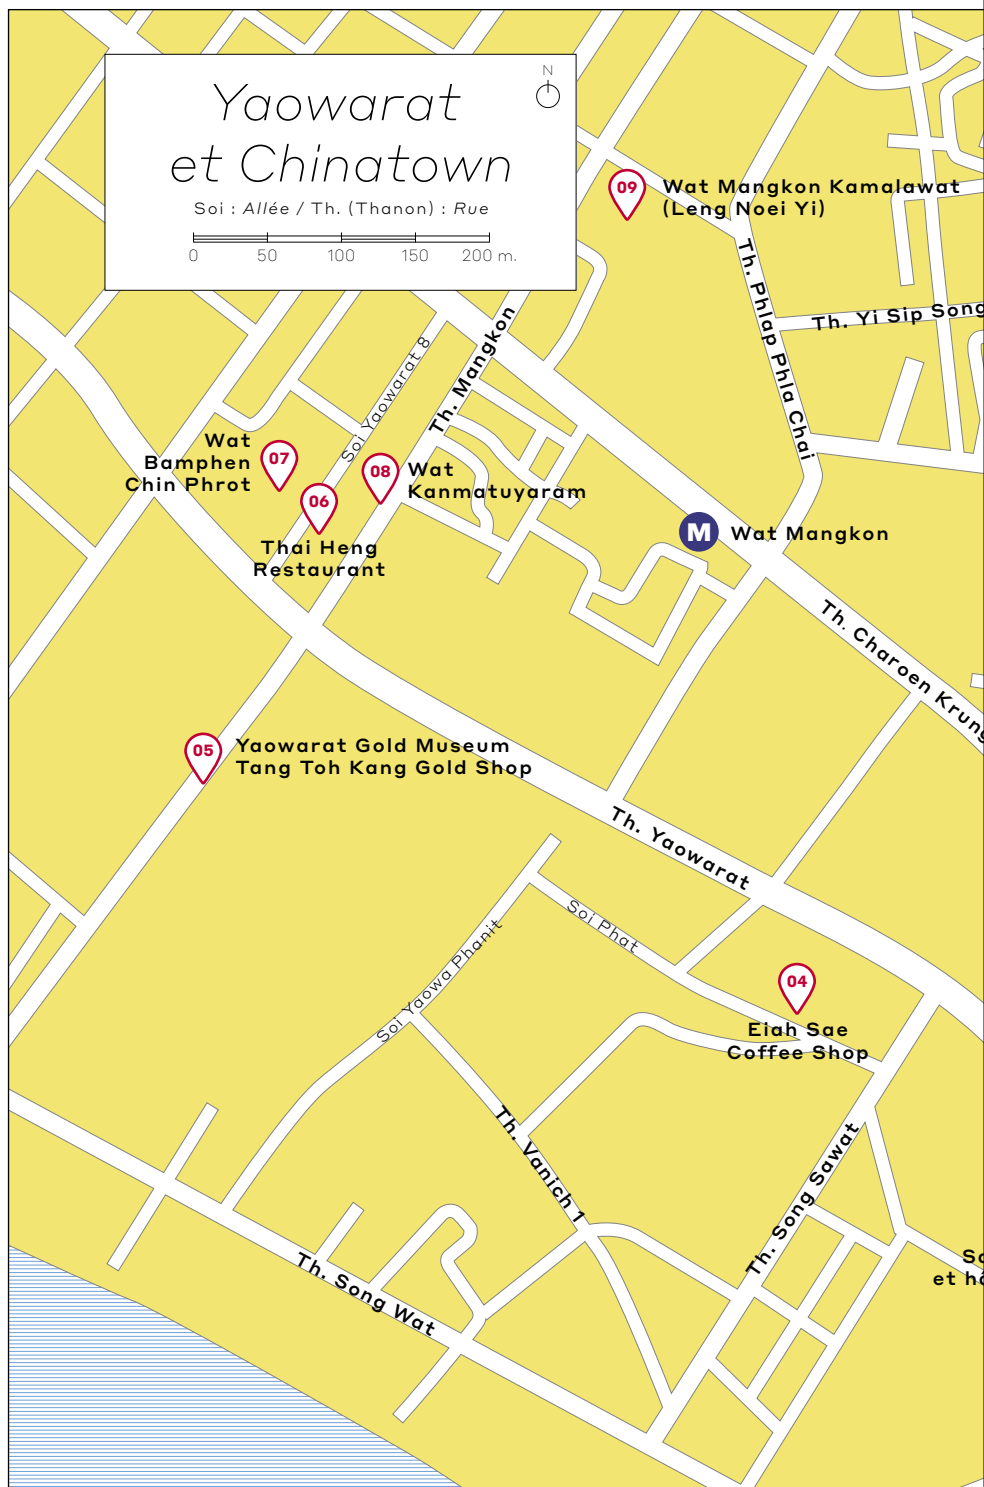 Yaowarat
et Chinatown
Soi : Allée / Th. (Thanon) : Rue
0 50 100 150 200 m.
N
09
Wat Mangkon Kamalawat
(Leng Noei Yi)
Th. Phlap Phla Chai
Th. Yi Sip Song
Th. Mangkon
Soi Yaowarat 8
Wat
Bamphen
Chin Phrot
07
08
Wat
Kanmatuyaram
06
Thai Heng
Restaurant
M
Wat Mangkon
Th. Charoen Krung
05
Yaowarat Gold Museum
Tang Toh Kang Gold Shop
Th. Yaowarat
Soi Phat
Soi Yaowa Phanit
04
Eiah Sae
Coffee Shop
Th. Vanich 1
Th. Song Sawat
Th. Song Wat
et